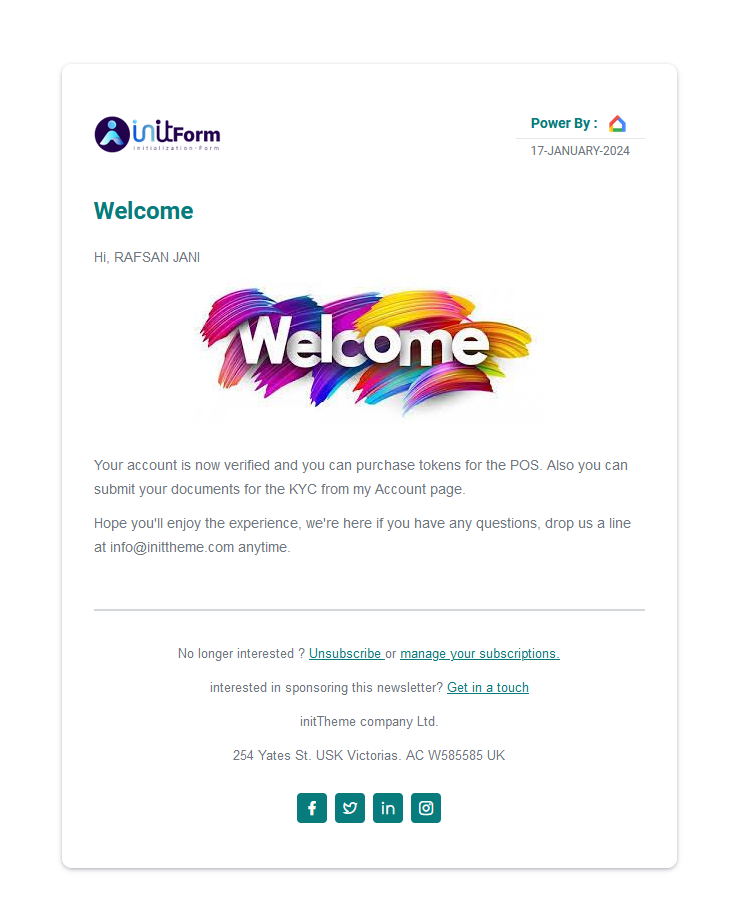 initForm
initialization-Form
Power By :
17-JANUARY-2024
Welcome
Hi, RAFSAN JANI
Welcome
Your account is now verified and you can purchase tokens for the POS. Also you can
submit your documents for the KYC from my Account page.
Hope you'll enjoy the experience, we're here if you have any questions, drop us a line
at info@inittheme.com anytime.
No longer interested ? Unsubscribe or manage your subscriptions.
interested in sponsoring this newsletter? Get in a touch
initTheme company Ltd.
254 Yates St. USK Victorias. AC W585585 UK